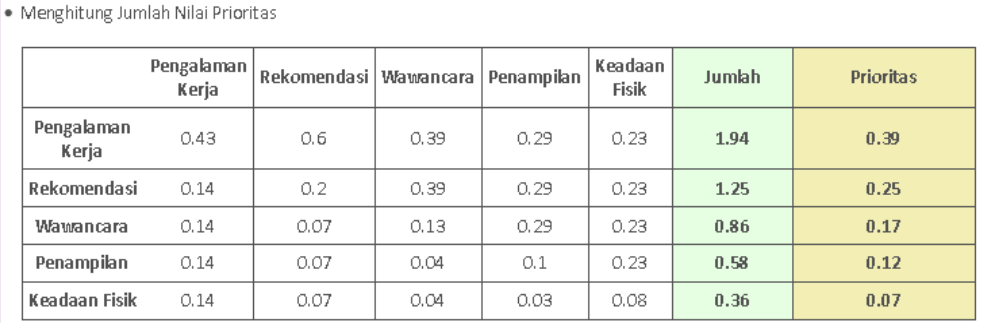 • Menghitung Jumlah Nilai Prioritas
Pengalaman Kerja Rekomendasi Wawancara Penampilan Keadaan Fisik Jumlah Prioritas
Pengalaman Kerja 0.43 0.6 0.39 0.29 0.23 1.94 0.39
Rekomendasi 0.14 0.2 0.39 0.29 0.23 1.25 0.25
Wawancara 0.14 0.07 0.13 0.29 0.23 0.86 0.17
Penampilan 0.14 0.07 0.04 0.1 0.23 0.58 0.12
Keadaan Fisik 0.14 0.07 0.04 0.03 0.08 0.36 0.07